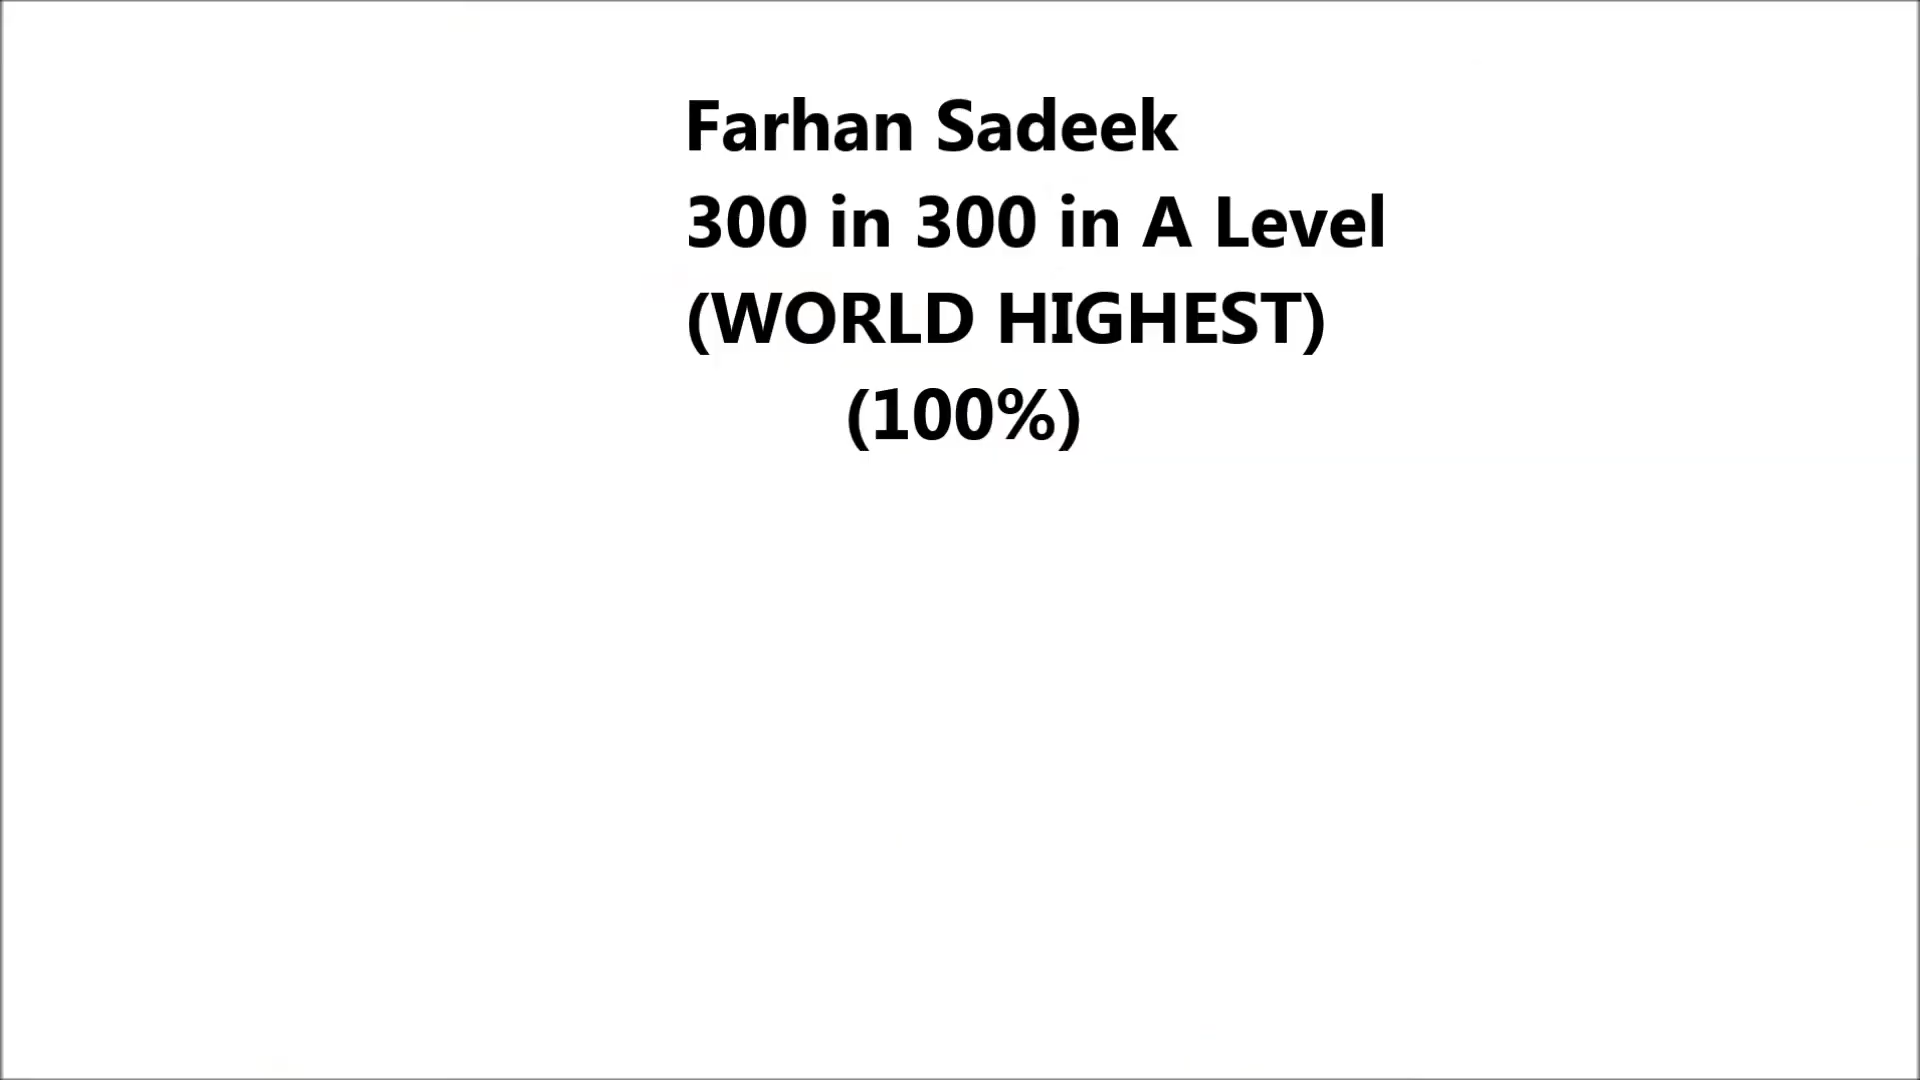 Farhan Sadeek
300 in 300 in A Level
(WORLD HIGHEST)
(100%)